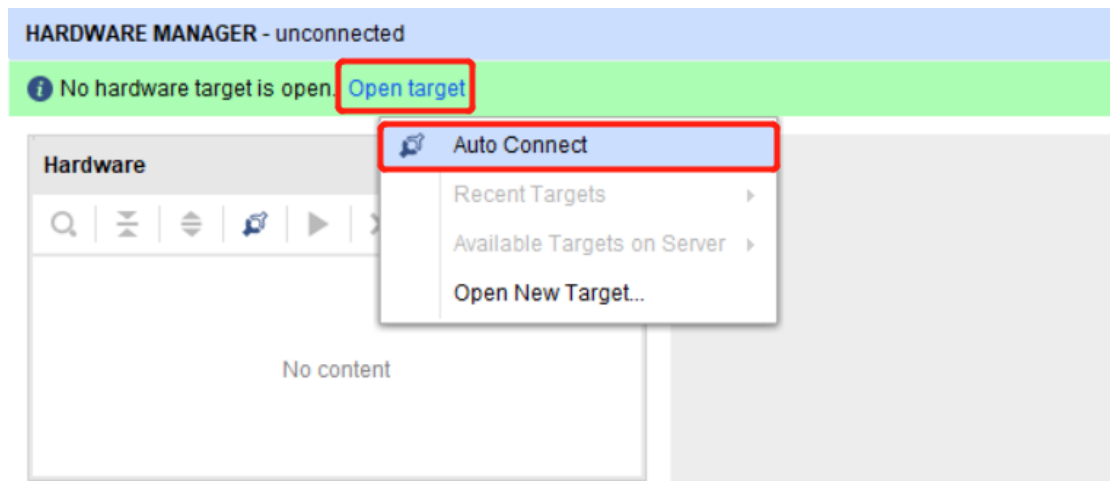 HARDWARE MANAGER - unconnected
No hardware target is open. Open target
Auto Connect
Hardware
Recent Targets
Available Targets on Server
Open New Target...
No content